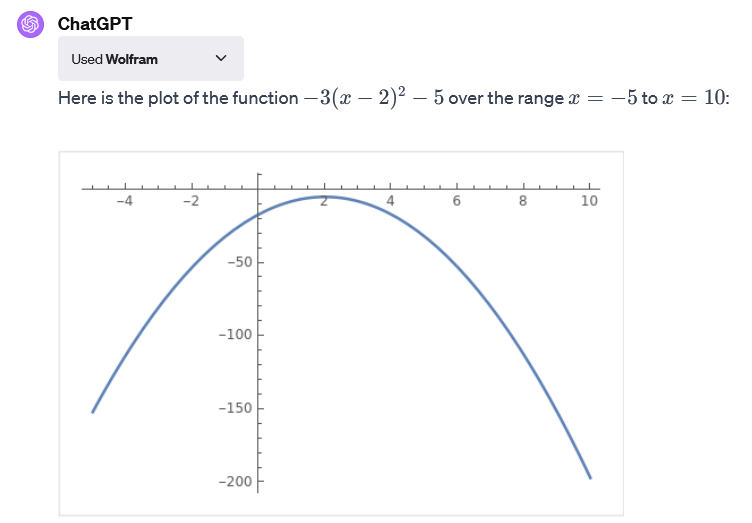 ChatGPT
Used Wolfram
Here is the plot of the function −3(x − 2)² − 5 over the range x = −5 to x = 10:
−4 −2 2 4 6 8 10
−50
−100
−150
−200